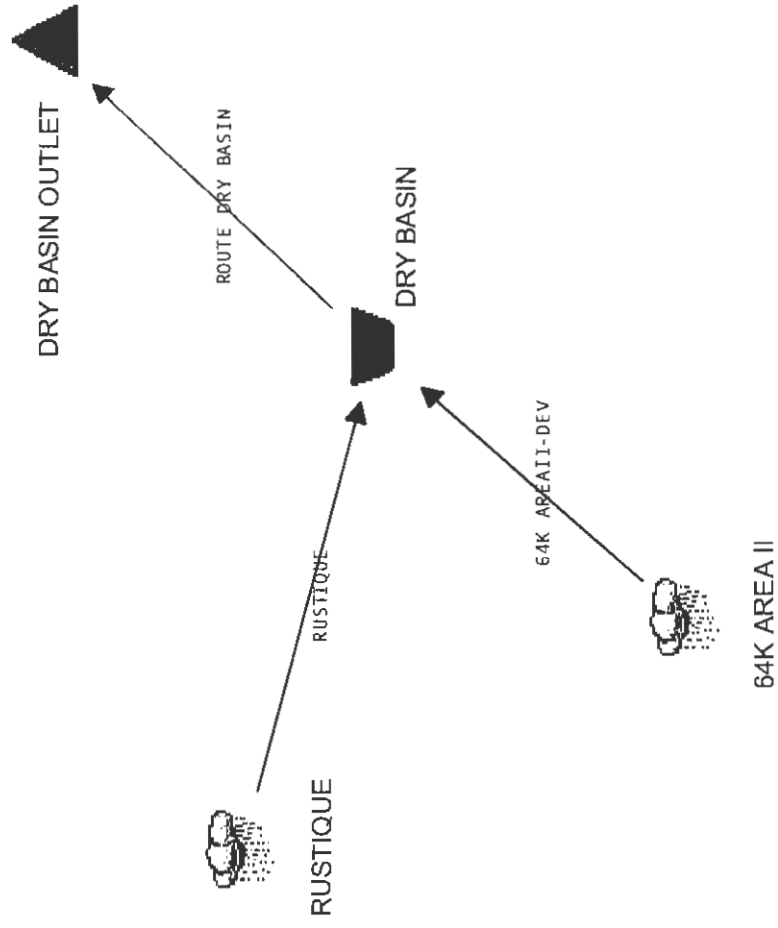 DRY BASIN OUTLET
ROUTE DRY BASIN
DRY BASIN
RUSTIQUE
64K AREAII-DEV
RUSTIQUE
64K AREA II